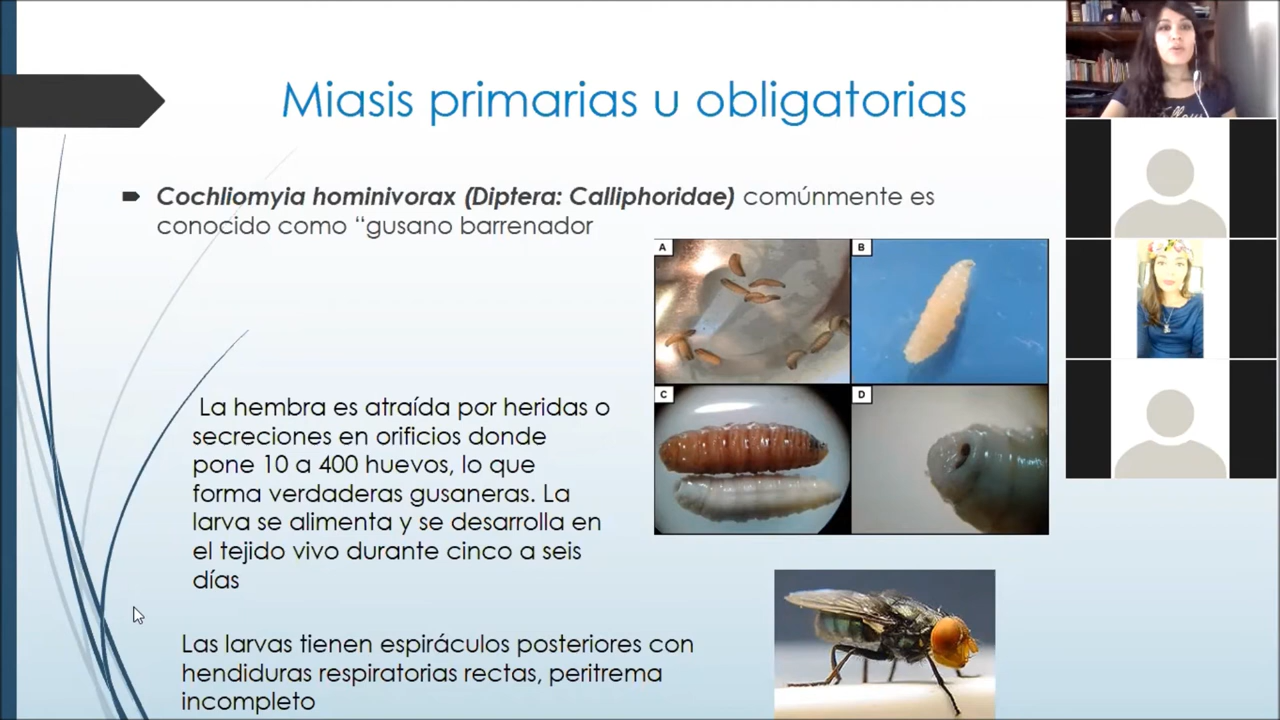 Miasis primarias u obligatorias
Cochliomyia hominivorax (Diptera: Calliphoridae) comúnmente es
conocido como “gusano barrenador
A
B
C
D
La hembra es atraída por heridas o
secreciones en orificios donde
pone 10 a 400 huevos, lo que
forma verdaderas gusaneras. La
larva se alimenta y se desarrolla en
el tejido vivo durante cinco a seis
días
Las larvas tienen espiráculos posteriores con
hendiduras respiratorias rectas, peritrema
incompleto